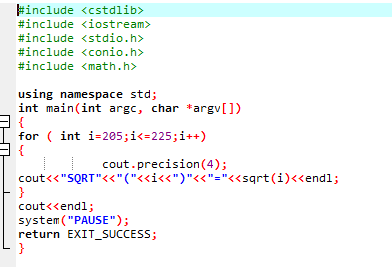 #include <cstdlib>
#include <iostream>
#include <stdio.h>
#include <conio.h>
#include <math.h>
using namespace std;
int main(int argc, char *argv[])
{
for ( int i=205;i<=225;i++)
{
cout.precision(4);
cout<<"SQRT"<<"("<<i<<")"<<"="<<sqrt(i)<<endl;
}
cout<<endl;
system("PAUSE");
return EXIT_SUCCESS;
}